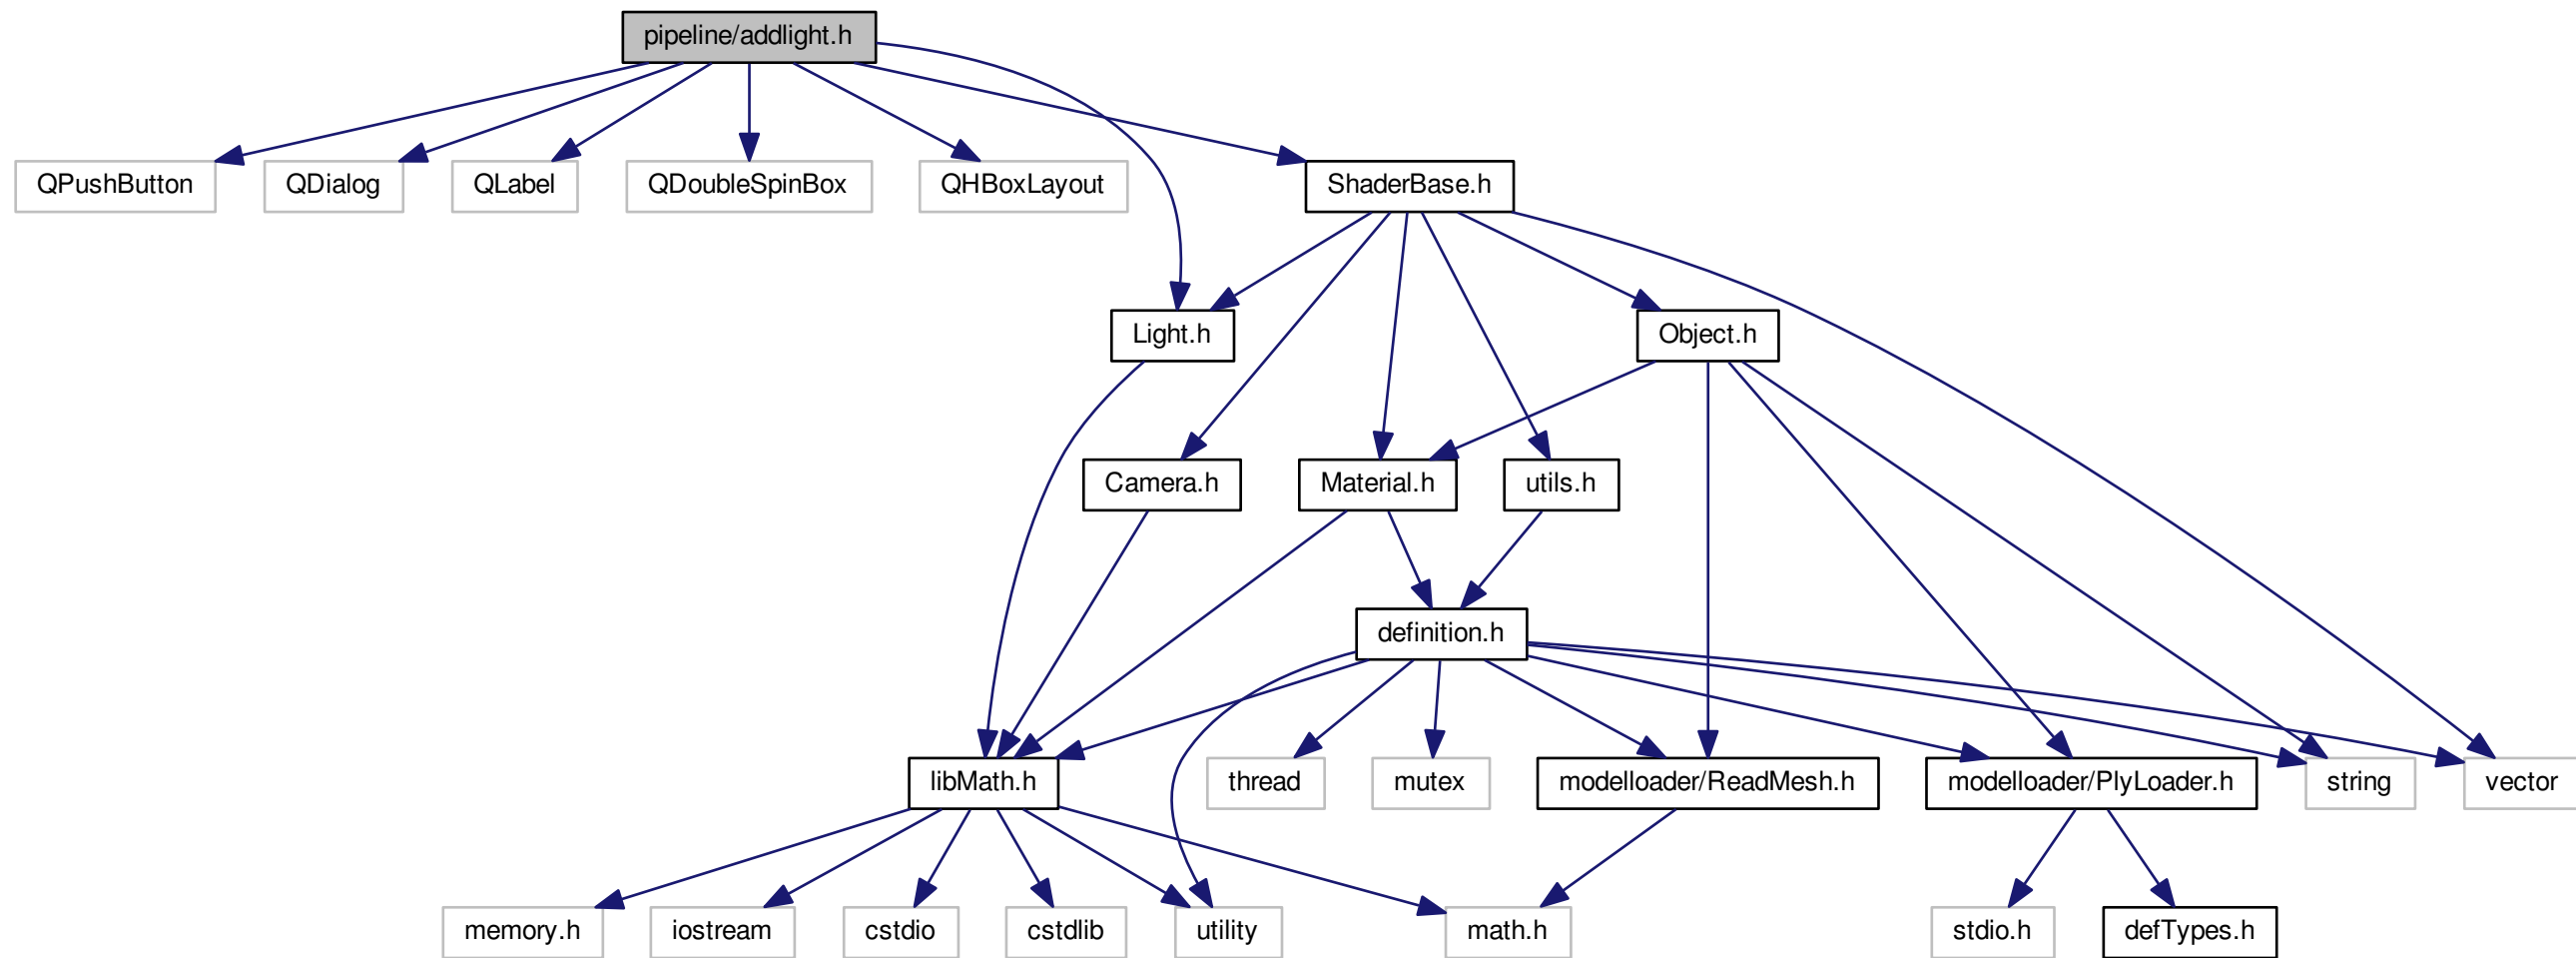 pipeline/addlight.h
QPushButton
QDialog
QLabel
QDoubleSpinBox
QHBoxLayout
ShaderBase.h
Light.h
Object.h
Camera.h
Material.h
utils.h
definition.h
libMath.h
thread
mutex
modelloader/ReadMesh.h
modelloader/PlyLoader.h
string
vector
memory.h
iostream
cstdio
cstdlib
utility
math.h
stdio.h
defTypes.h